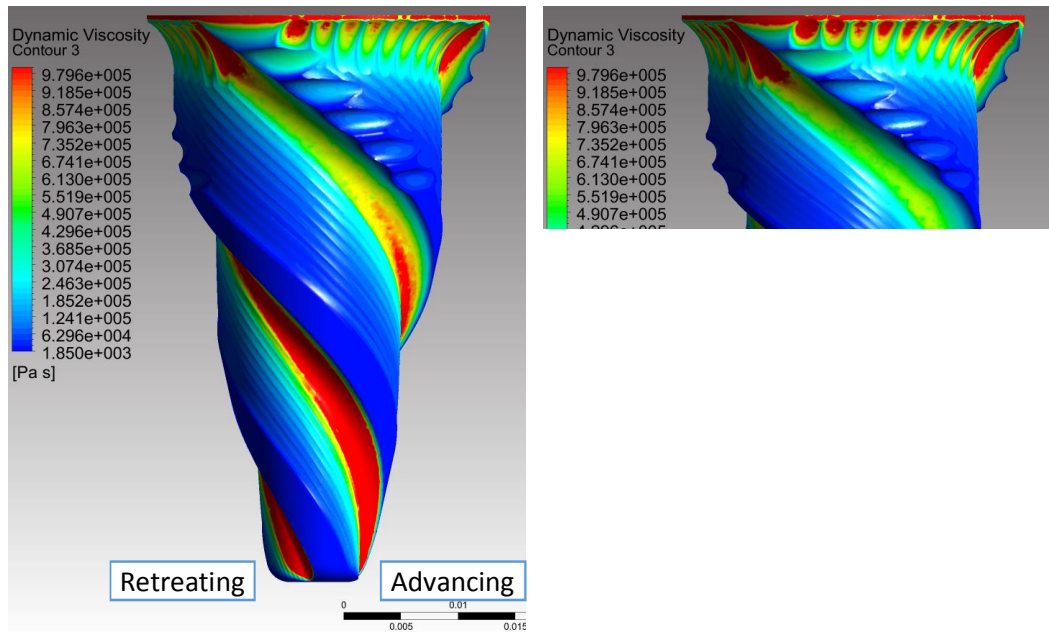 Dynamic Viscosity
Contour 3
9.796e+005
9.185e+005
8.574e+005
7.963e+005
7.352e+005
6.741e+005
6.130e+005
5.519e+005
4.907e+005
4.296e+005
3.685e+005
3.074e+005
2.463e+005
1.852e+005
1.241e+005
6.296e+004
1.850e+003
[Pa s]
Retreating
Advancing
0
0.01
0.005
0.015
Dynamic Viscosity
Contour 3
9.796e+005
9.185e+005
8.574e+005
7.963e+005
7.352e+005
6.741e+005
6.130e+005
5.519e+005
4.907e+005